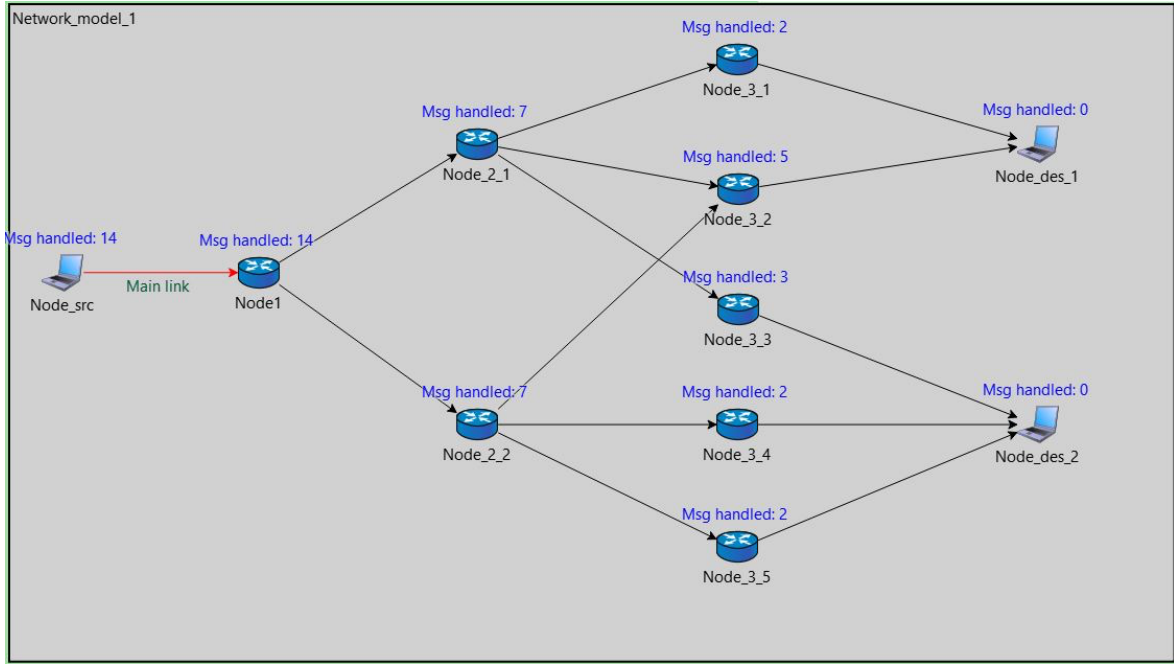 Network_model_1
Msg handled: 2
Node_3_1
Msg handled: 7
Node_2_1
Msg handled: 0
Node_des_1
Msg handled: 5
Node_3_2
Msg handled: 14
Node_src
Main link
Msg handled: 14
Node1
Msg handled: 3
Node_3_3
Msg handled: 7
Node_2_2
Msg handled: 2
Node_3_4
Msg handled: 0
Node_des_2
Msg handled: 2
Node_3_5